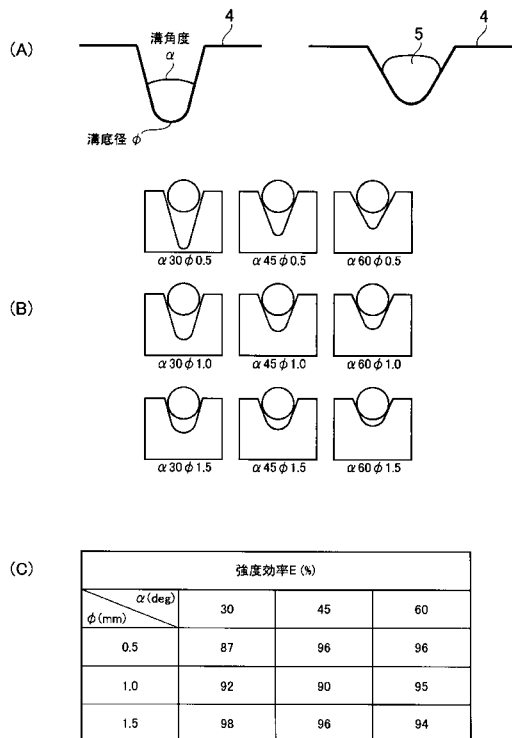 (A)
溝角度
α
4
溝底径 φ
5
4
(B)
α30φ0.5 α45φ0.5 α60φ0.5
α30φ1.0 α45φ1.0 α60φ1.0
α30φ1.5 α45φ1.5 α60φ1.5
(C)
強度効率E (%)
α(deg)
φ(mm)
30 45 60
0.5 87 96 96
1.0 92 90 95
1.5 98 96 94